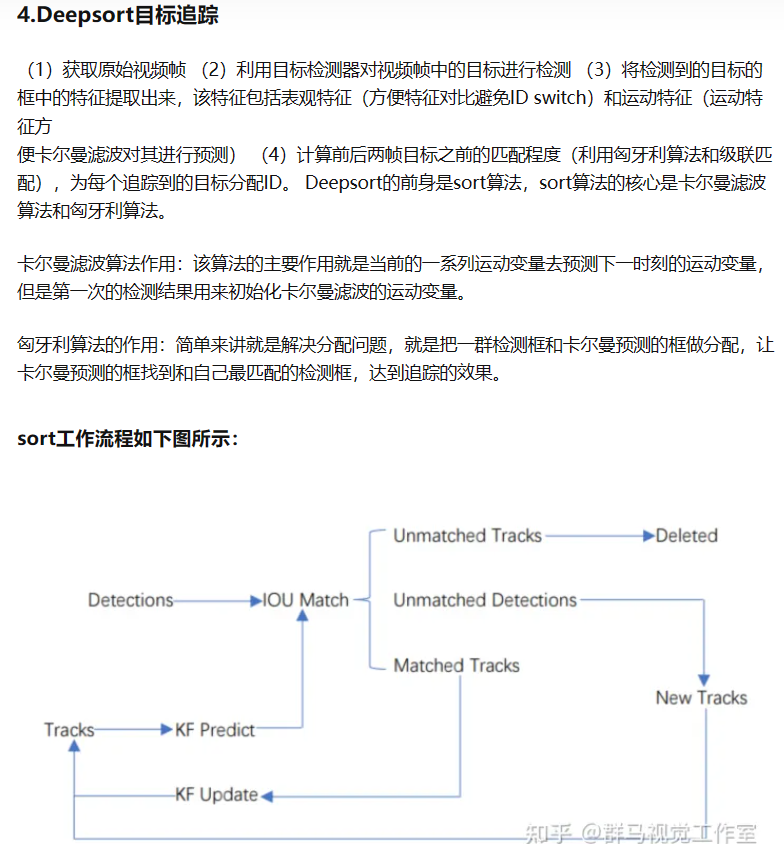 4.Deepsort目标追踪
（1）获取原始视频帧 （2）利用目标检测器对视频帧中的目标进行检测 （3）将检测到的目标的
框中的特征提取出来，该特征包括表观特征（方便特征对比避免ID switch）和运动特征（运动特
征方
便卡尔曼滤波对其进行预测） （4）计算前后两帧目标之前的匹配程度（利用匈牙利算法和级联匹
配），为每个追踪到的目标分配ID。 Deepsort的前身是sort算法，sort算法的核心是卡尔曼滤波
算法和匈牙利算法。
卡尔曼滤波算法作用：该算法的主要作用就是当前的一系列运动变量去预测下一时刻的运动变量，
但是第一次的检测结果用来初始化卡尔曼滤波的运动变量。
匈牙利算法的作用：简单来讲就是解决分配问题，就是把一群检测框和卡尔曼预测的框做分配，让
卡尔曼预测的框找到和自己最匹配的检测框，达到追踪的效果。
sort工作流程如下图所示：
Unmatched Tracks
Deleted
Detections
IOU Match
Unmatched Detections
Matched Tracks
New Tracks
Tracks
KF Predict
KF Update
知乎 @群马视觉工作室